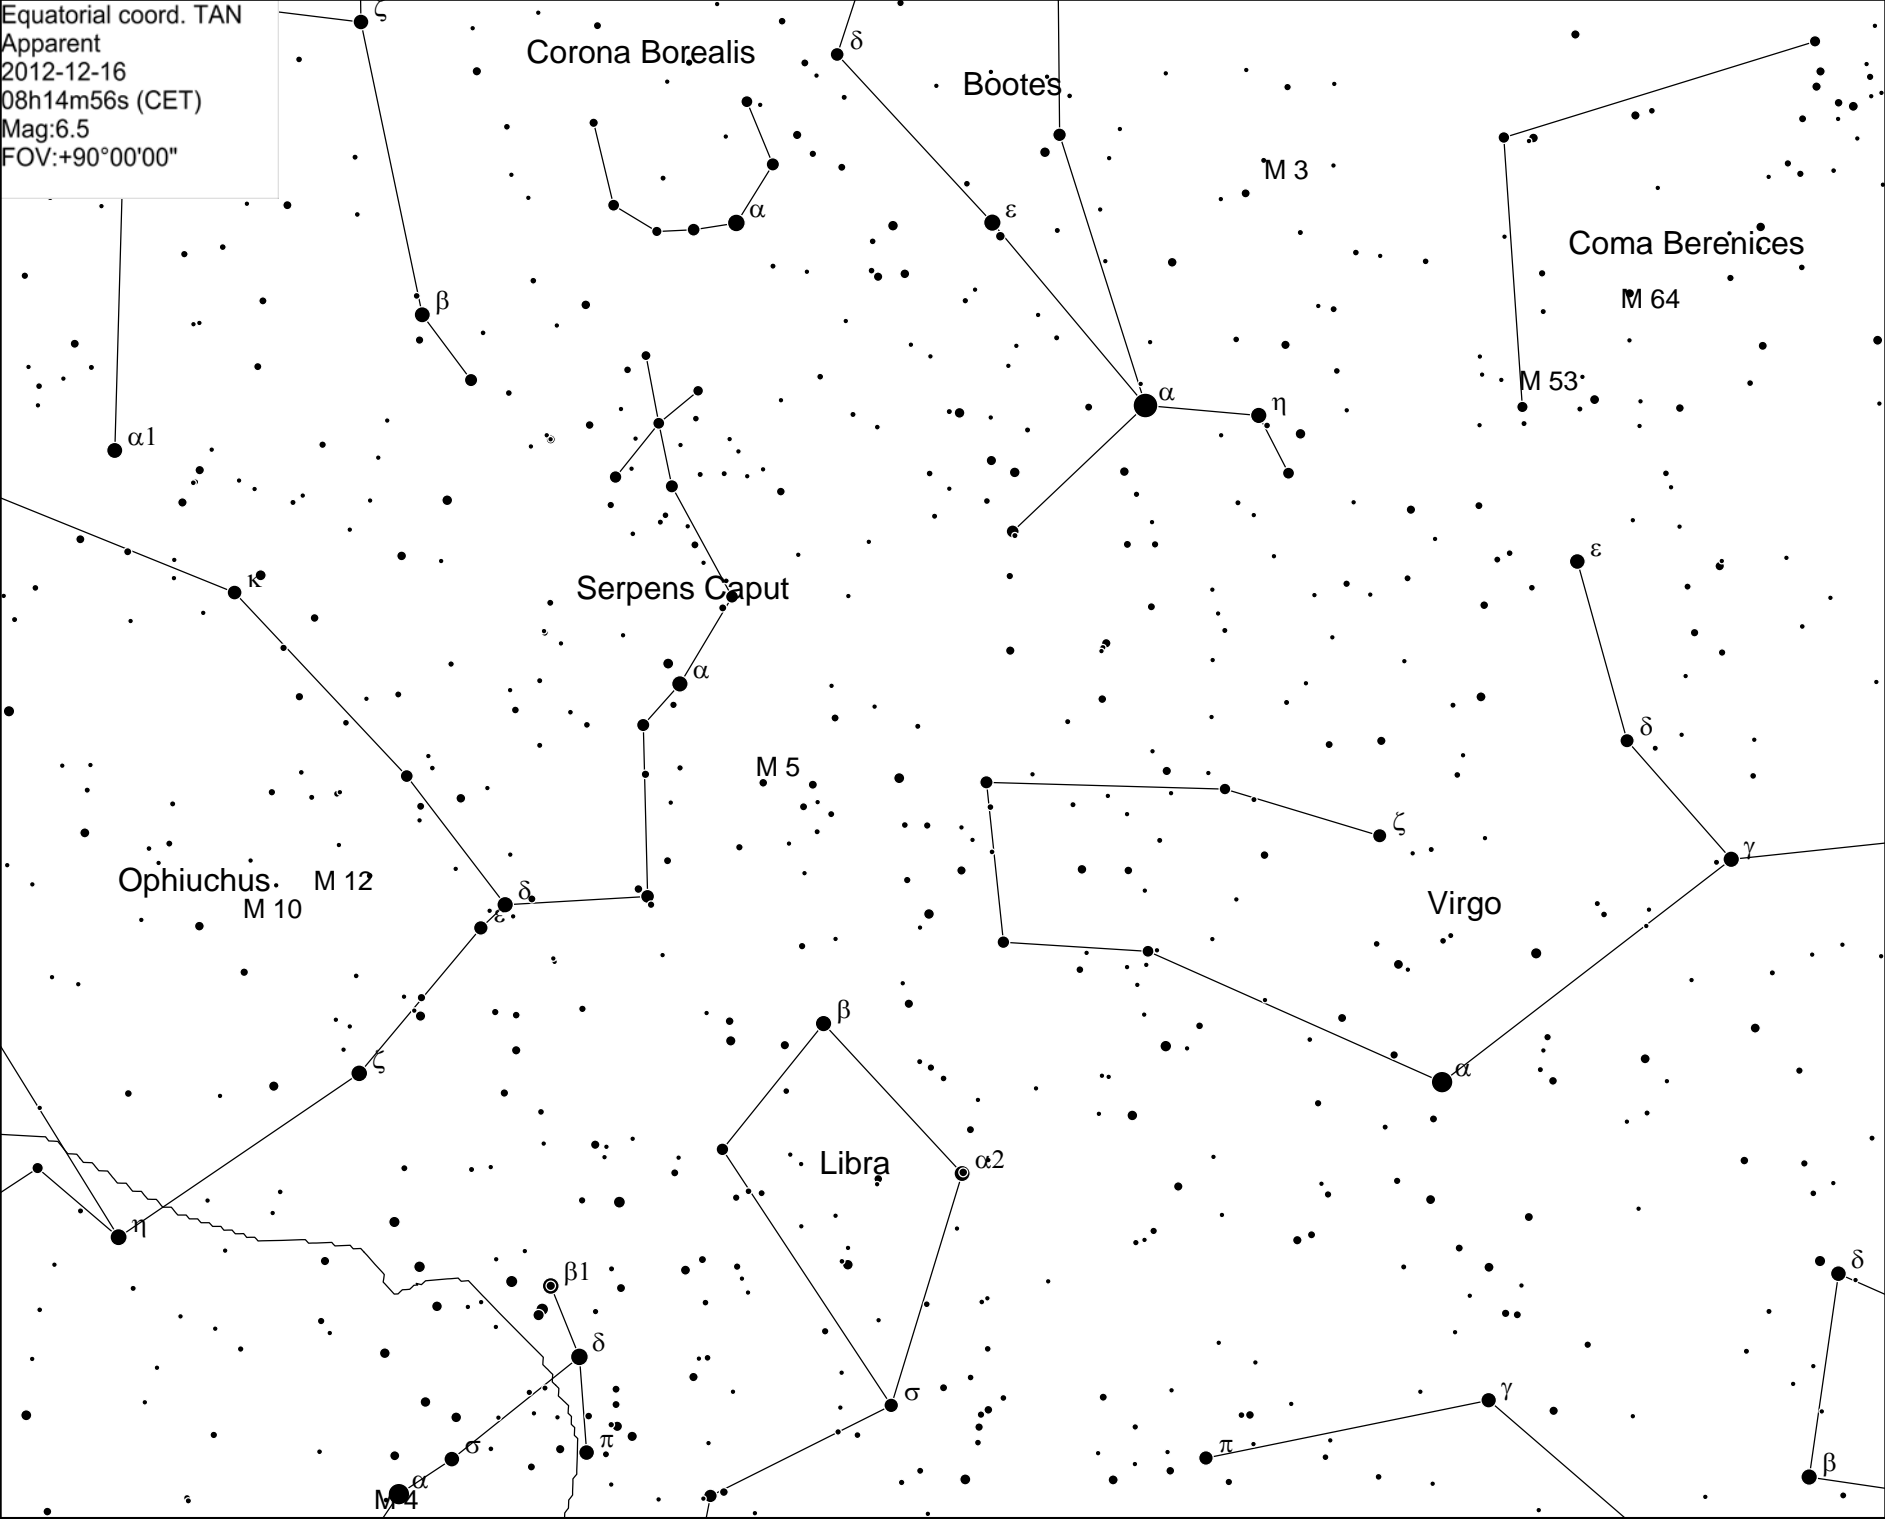 Equatorial coord. TAN
Apparent
2012-12-16
08h14m56s (CET)
Mag:6.5
FOV:+90°00'00"
ζ
Corona Borealis
δ
Bootes
M 3
α
ε
Coma Berenices
M 64
β
M 53
α
η
α1
ε
κ
Serpens Caput
α
δ
M 5
ζ
γ
Ophiuchus
M 12
M 10
δ
ε
Virgo
β
ζ
α
Libra
α2
η
β1
δ
δ
σ
γ
π
σ
π
β
α
M 4